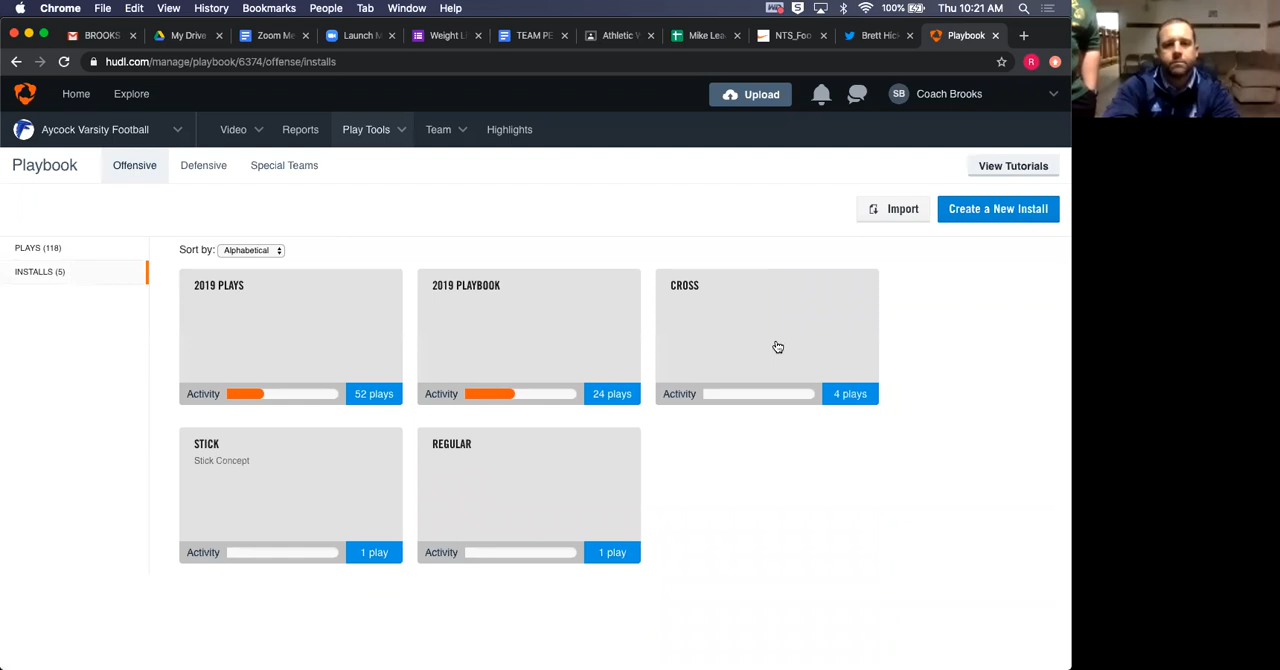 Chrome File Edit View History Bookmarks People Tab Window Help 100% Thu 10:21 AM
BROOKS My Drive Zoom Me Launch M Weight Li TEAM PE Athletic V Mike Lea NTS_Foo Brett Hic Playbook
hudl.com/manage/playbook/6374/offense/installs R
Home Explore Upload SB Coach Brooks
Aycock Varsity Football Video Reports Play Tools Team Highlights
Playbook Offensive Defensive Special Teams View Tutorials
Import Create a New Install
PLAYS (118) Sort by: Alphabetical
INSTALLS (5)
2019 PLAYS 2019 PLAYBOOK CROSS
Activity 52 plays Activity 24 plays Activity 4 plays
STICK REGULAR
Stick Concept
Activity 1 play Activity 1 play